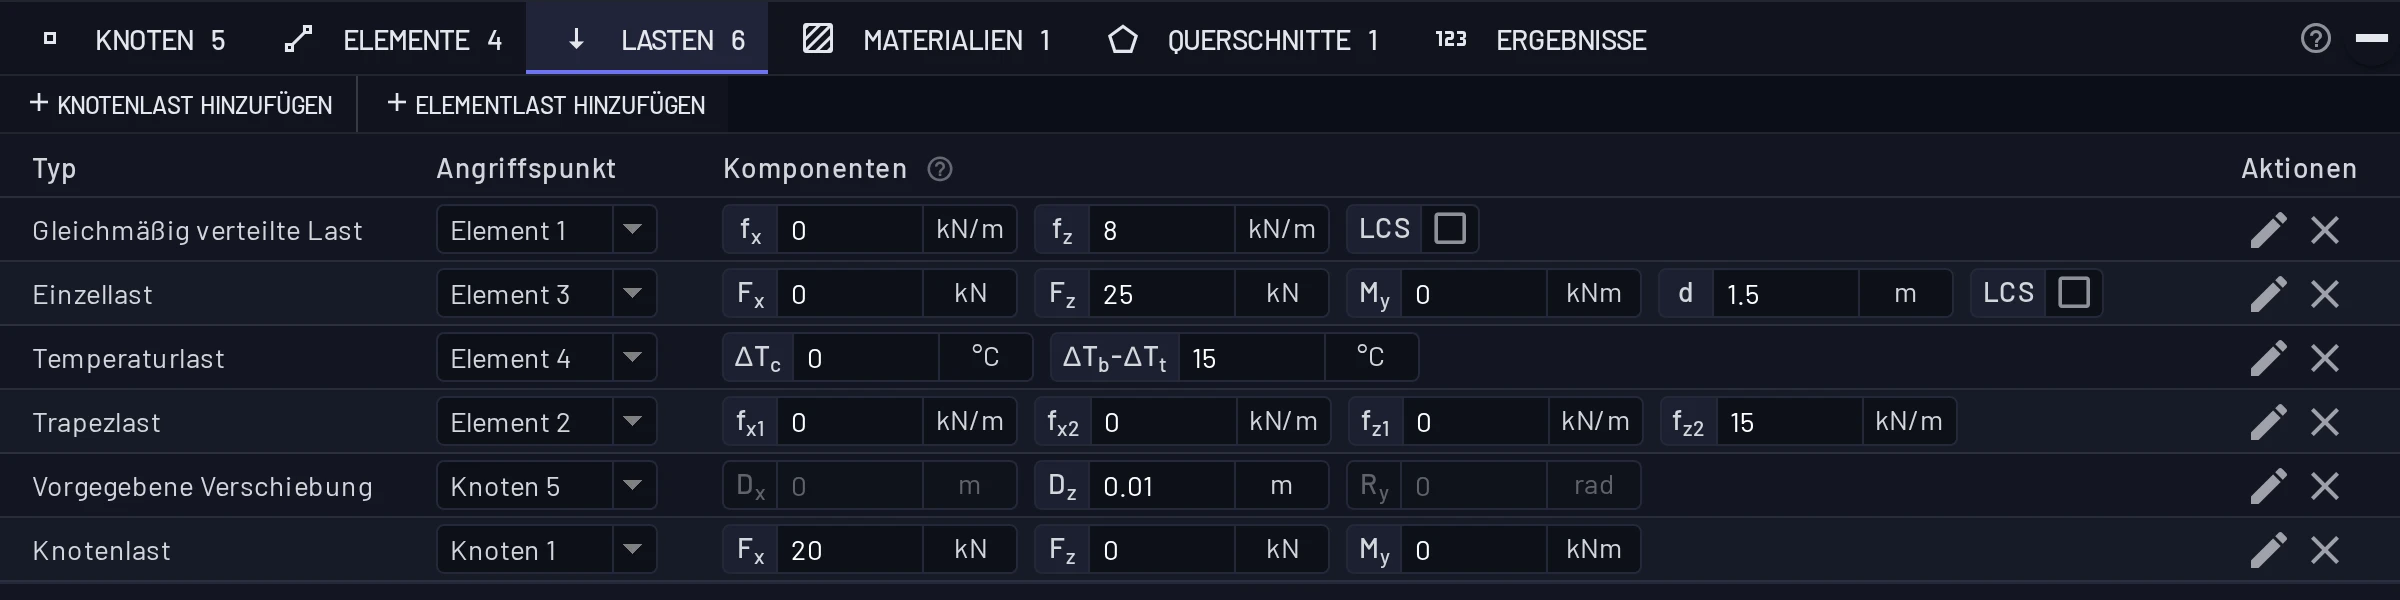 KNOTEN 5 ELEMENTE 4 LASTEN 6 MATERIALIEN 1 QUERSCHNITTE 1 123 ERGEBNISSE ?
+ KNOTENLAST HINZUFÜGEN + ELEMENTLAST HINZUFÜGEN
Typ Angriffspunkt Komponenten ? Aktionen
Gleichmäßig verteilte Last Element 1 fx 0 kN/m fz 8 kN/m LCS
Einzellast Element 3 Fx 0 kN Fz 25 kN My 0 kNm d 1.5 m LCS
Temperaturlast Element 4 ΔTc 0 °C ΔTb-ΔTt 15 °C
Trapezlast Element 2 fx1 0 kN/m fx2 0 kN/m fz1 0 kN/m fz2 15 kN/m
Vorgegebene Verschiebung Knoten 5 Dx 0 m Dz 0.01 m Ry 0 rad
Knotenlast Knoten 1 Fx 20 kN Fz 0 kN My 0 kNm